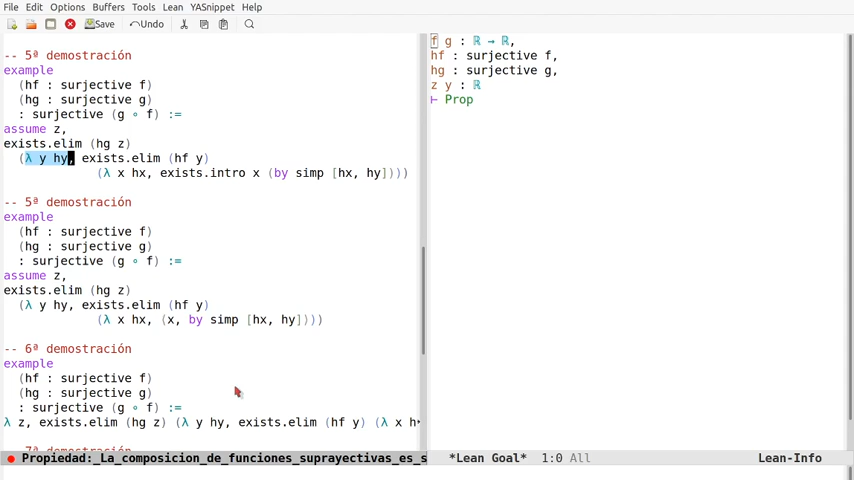 File Edit Options Buffers Tools Lean YASnippet Help
Save Undo
-- 5ª demostración
example
(hf : surjective f)
(hg : surjective g)
: surjective (g ∘ f) :=
assume z,
exists.elim (hg z)
(λ y hy, exists.elim (hf y)
(λ x hx, exists.intro x (by simp [hx, hy])))
-- 5ª demostración
example
(hf : surjective f)
(hg : surjective g)
: surjective (g ∘ f) :=
assume z,
exists.elim (hg z)
(λ y hy, exists.elim (hf y)
(λ x hx, ⟨x, by simp [hx, hy]⟩))
-- 6ª demostración
example
(hf : surjective f)
(hg : surjective g)
: surjective (g ∘ f) :=
λ z, exists.elim (hg z) (λ y hy, exists.elim (hf y) (λ x
-- 7ª demostración
Propiedad:_La_composicion_de_funciones_suprayectivas_es_s
f g : ℝ → ℝ,
hf : surjective f,
hg : surjective g,
z y : ℝ
⊢ Prop
*Lean Goal* 1:0 All Lean-Info